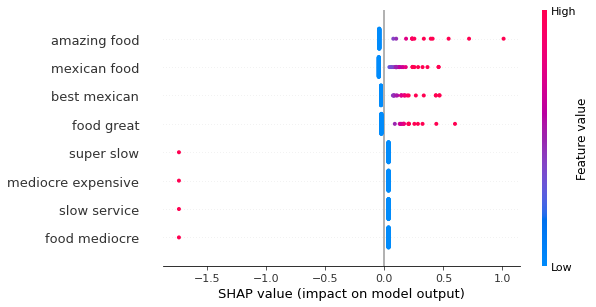 High
amazing food
mexican food
best mexican
food great
super slow
mediocre expensive
slow service
food mediocre
Feature value
Low
−1.5 −1.0 −0.5 0.0 0.5 1.0
SHAP value (impact on model output)